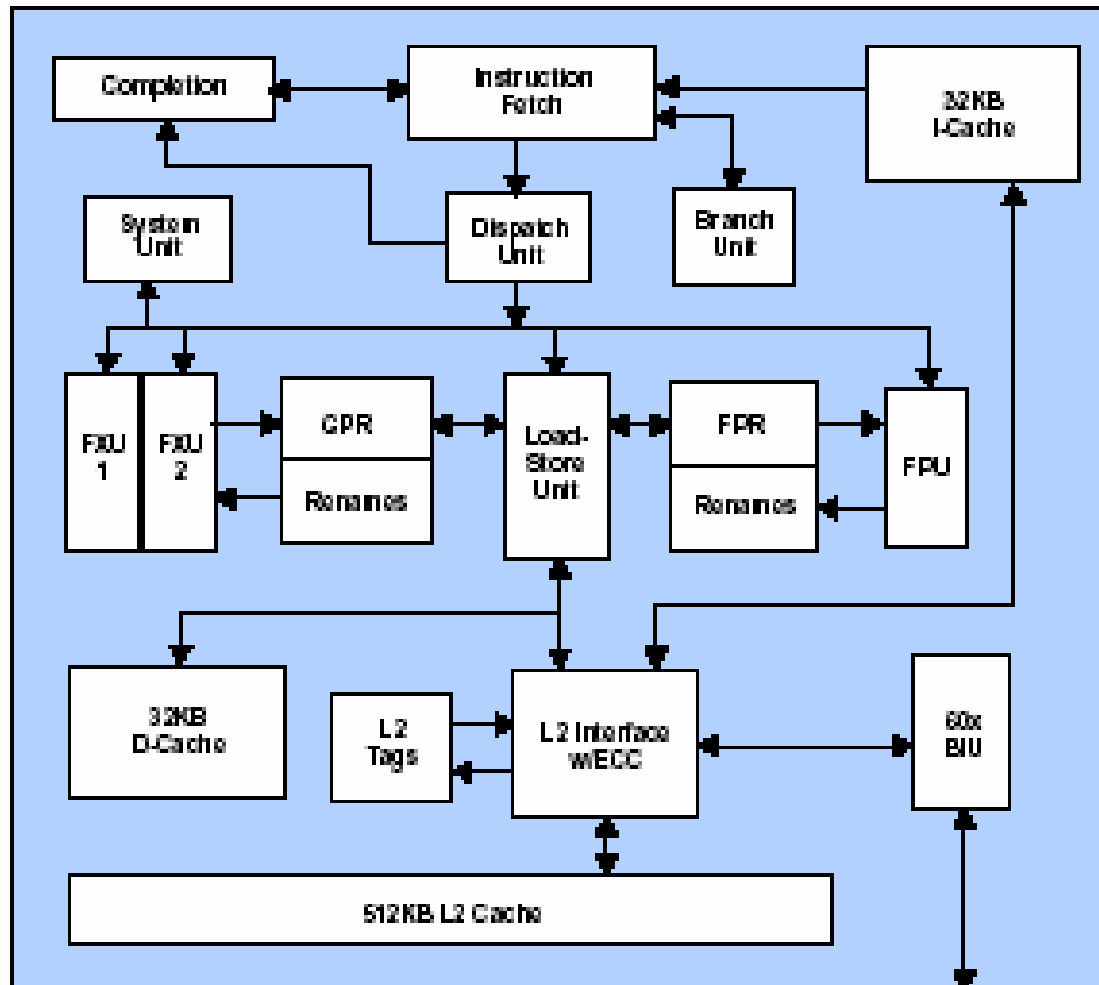 Completion
Instruction
Fetch
32KB
I-Cache
System
Unit
Dispatch
Unit
Branch
Unit
FXU
1
FXU
2
GPR
Renames
Load-
Store
Unit
FPR
Renames
FPU
32KB
D-Cache
L2
Tags
L2 Interface
w/ECC
60x
BIU
512KB L2 Cache